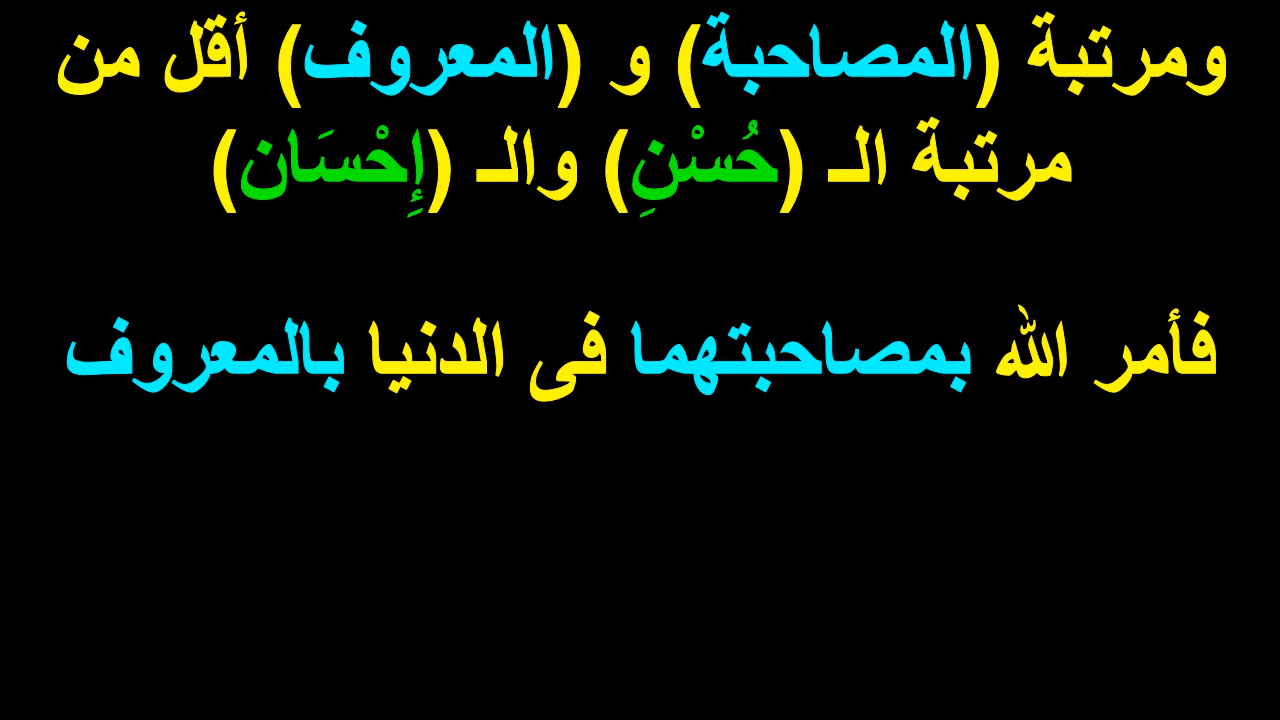 ومرتبة (المصاحبة) و (المعروف) أقل من
مرتبة الـ (حُسْنِ) والـ (إِحْسَان)
فأمر الله بمصاحبتهما فى الدنيا بالمعروف